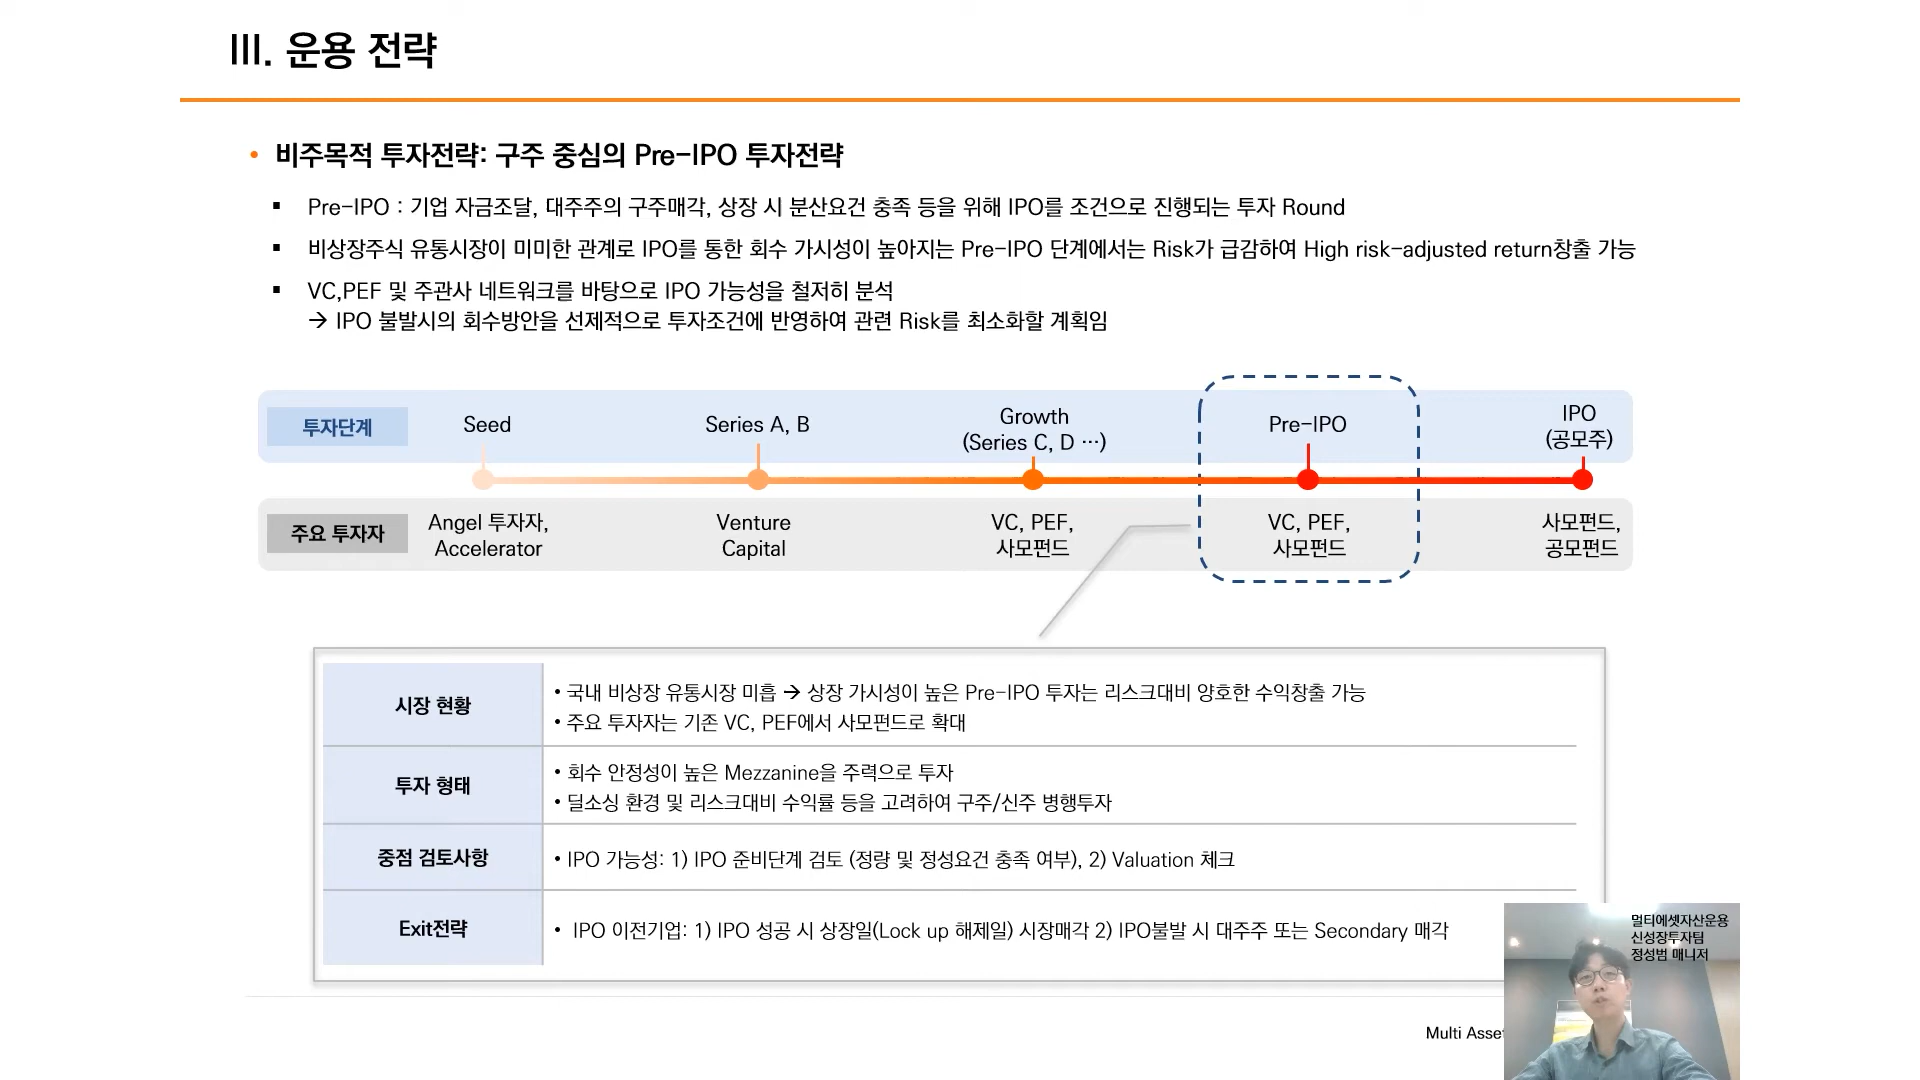 III. 운용 전략
• 비주목적 투자전략: 구주 중심의 Pre-IPO 투자전략
▪ Pre-IPO : 기업 자금조달, 대주주의 구주매각, 상장 시 분산요건 충족 등을 위해 IPO를 조건으로 진행되는 투자 Round
▪ 비상장주식 유통시장이 미미한 관계로 IPO를 통한 회수 가시성이 높아지는 Pre-IPO 단계에서는 Risk가 급감하여 High risk-adjusted return창출 가능
▪ VC,PEF 및 주관사 네트워크를 바탕으로 IPO 가능성을 철저히 분석
→ IPO 불발시의 회수방안을 선제적으로 투자조건에 반영하여 관련 Risk를 최소화할 계획임
투자단계
Seed
Series A, B
Growth
(Series C, D ⋯)
Pre-IPO
IPO
(공모주)
주요 투자자
Angel 투자자,
Accelerator
Venture
Capital
VC, PEF,
사모펀드
VC, PEF,
사모펀드
사모펀드,
공모펀드
시장 현황
• 국내 비상장 유통시장 미흡 → 상장 가시성이 높은 Pre-IPO 투자는 리스크대비 양호한 수익창출 가능
• 주요 투자자는 기존 VC, PEF에서 사모펀드로 확대
투자 형태
• 회수 안정성이 높은 Mezzanine을 주력으로 투자
• 딜소싱 환경 및 리스크대비 수익률 등을 고려하여 구주/신주 병행투자
중점 검토사항
• IPO 가능성: 1) IPO 준비단계 검토 (정량 및 정성요건 충족 여부), 2) Valuation 체크
Exit전략
• IPO 이전기업: 1) IPO 성공 시 상장일(Lock up 해제일) 시장매각 2) IPO불발 시 대주주 또는 Secondary 매각
멀티에셋자산운용
신성장투자팀
정성범 매니저
Multi Asse